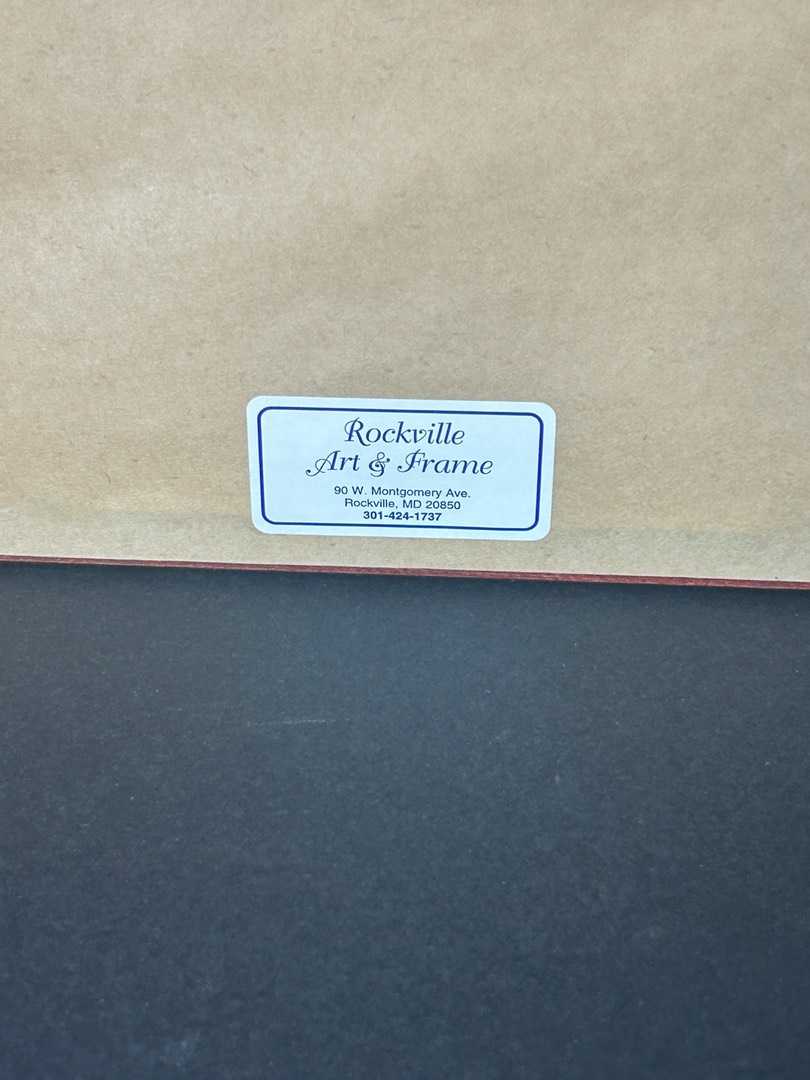 Rockville
Art & Frame
90 W. Montgomery Ave.
Rockville, MD 20850
301-424-1737